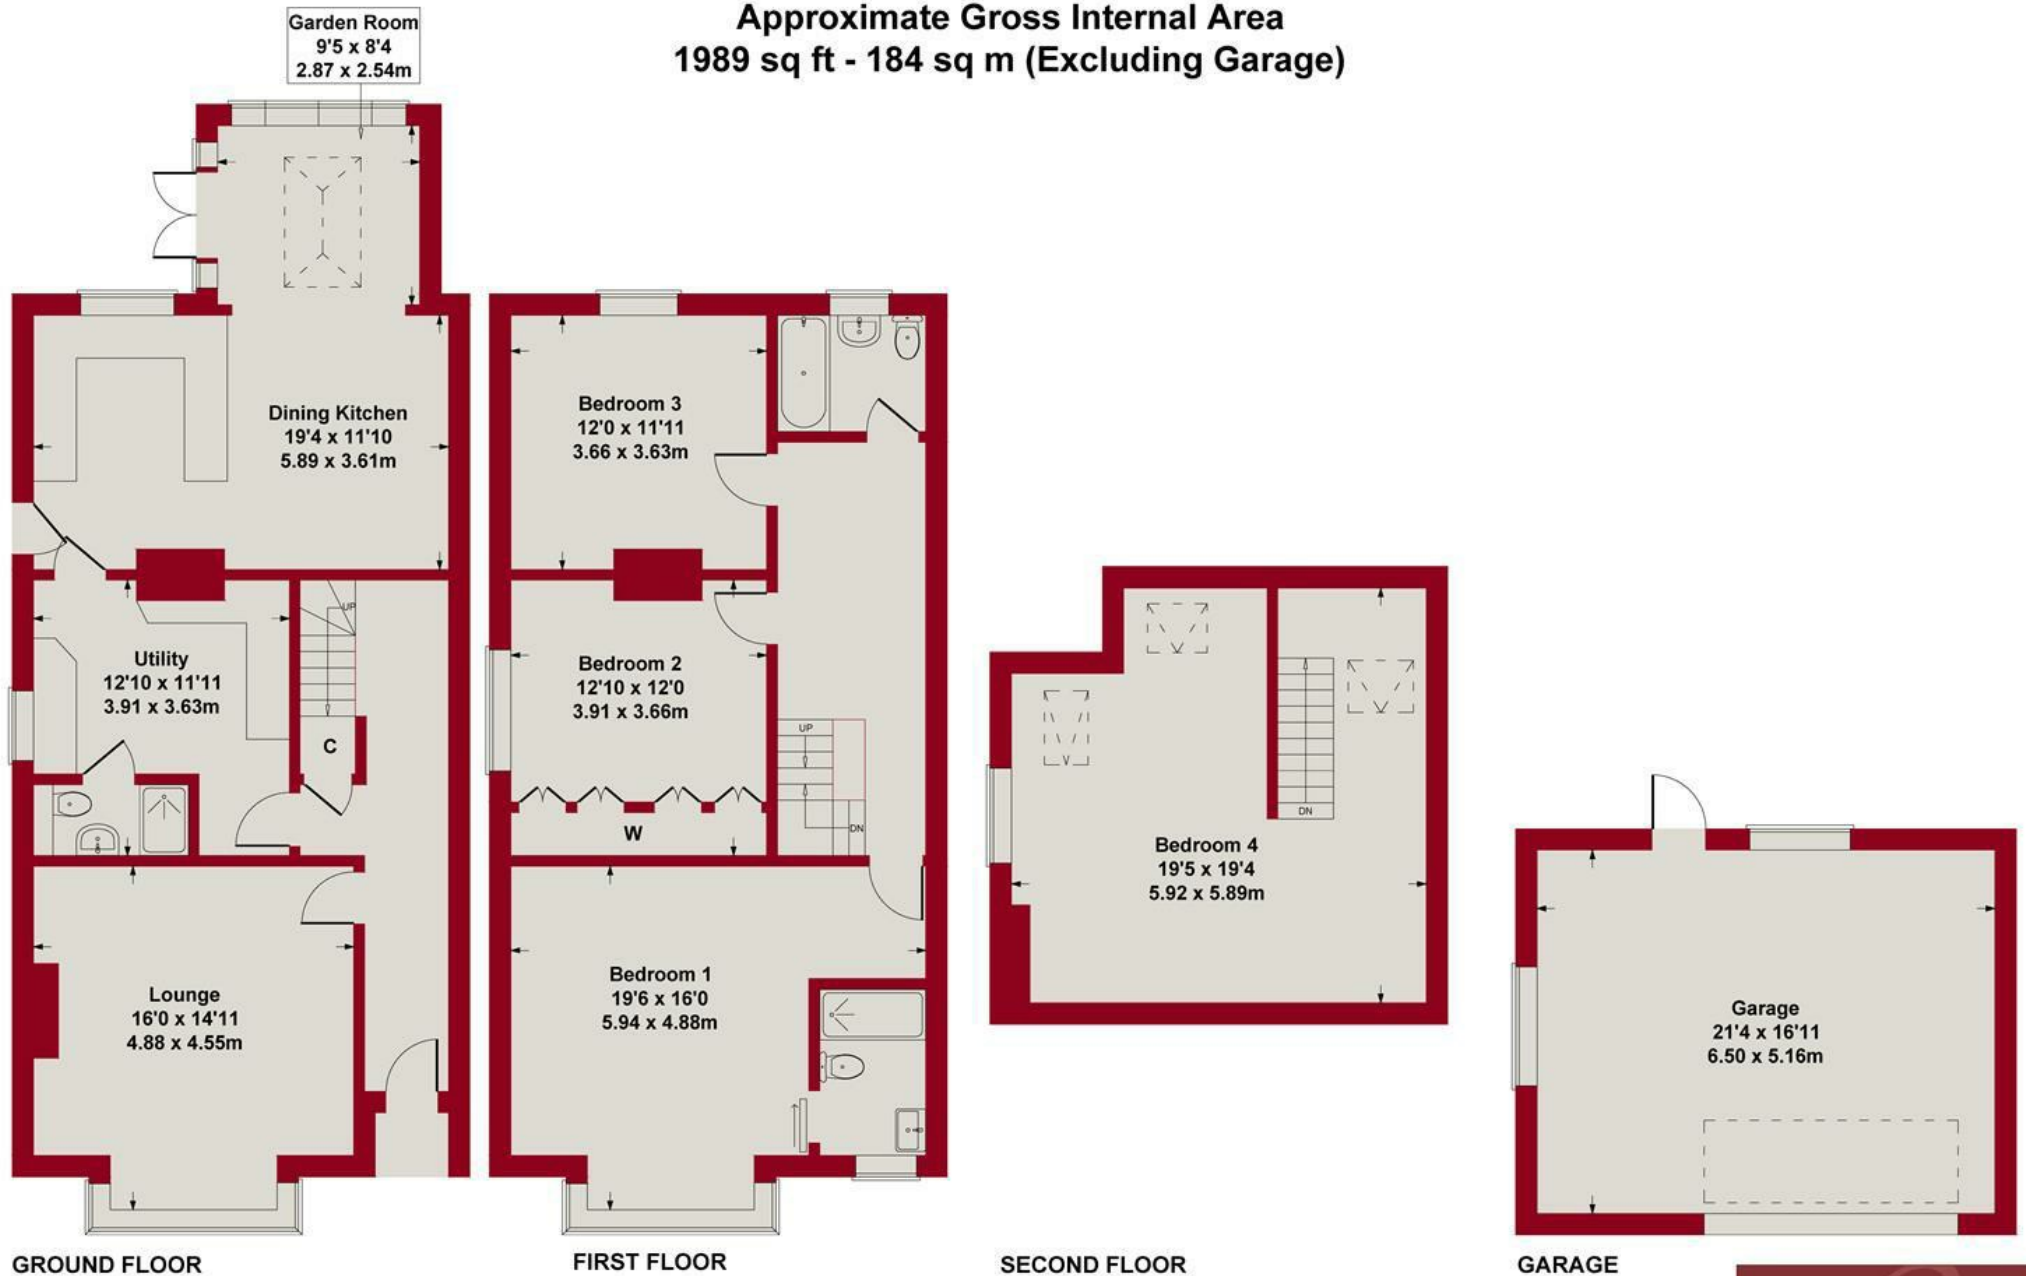 Approximate Gross Internal Area
1989 sq ft - 184 sq m (Excluding Garage)
Garden Room
9'5 x 8'4
2.87 x 2.54m
Dining Kitchen
19'4 x 11'10
5.89 x 3.61m
UP
Utility
12'10 x 11'11
3.91 x 3.63m
C
Lounge
16'0 x 14'11
4.88 x 4.55m
GROUND FLOOR
Bedroom 3
12'0 x 11'11
3.66 x 3.63m
Bedroom 2
12'10 x 12'0
3.91 x 3.66m
UP
DN
W
Bedroom 1
19'6 x 16'0
5.94 x 4.88m
FIRST FLOOR
DN
Bedroom 4
19'5 x 19'4
5.92 x 5.89m
SECOND FLOOR
Garage
21'4 x 16'11
6.50 x 5.16m
GARAGE